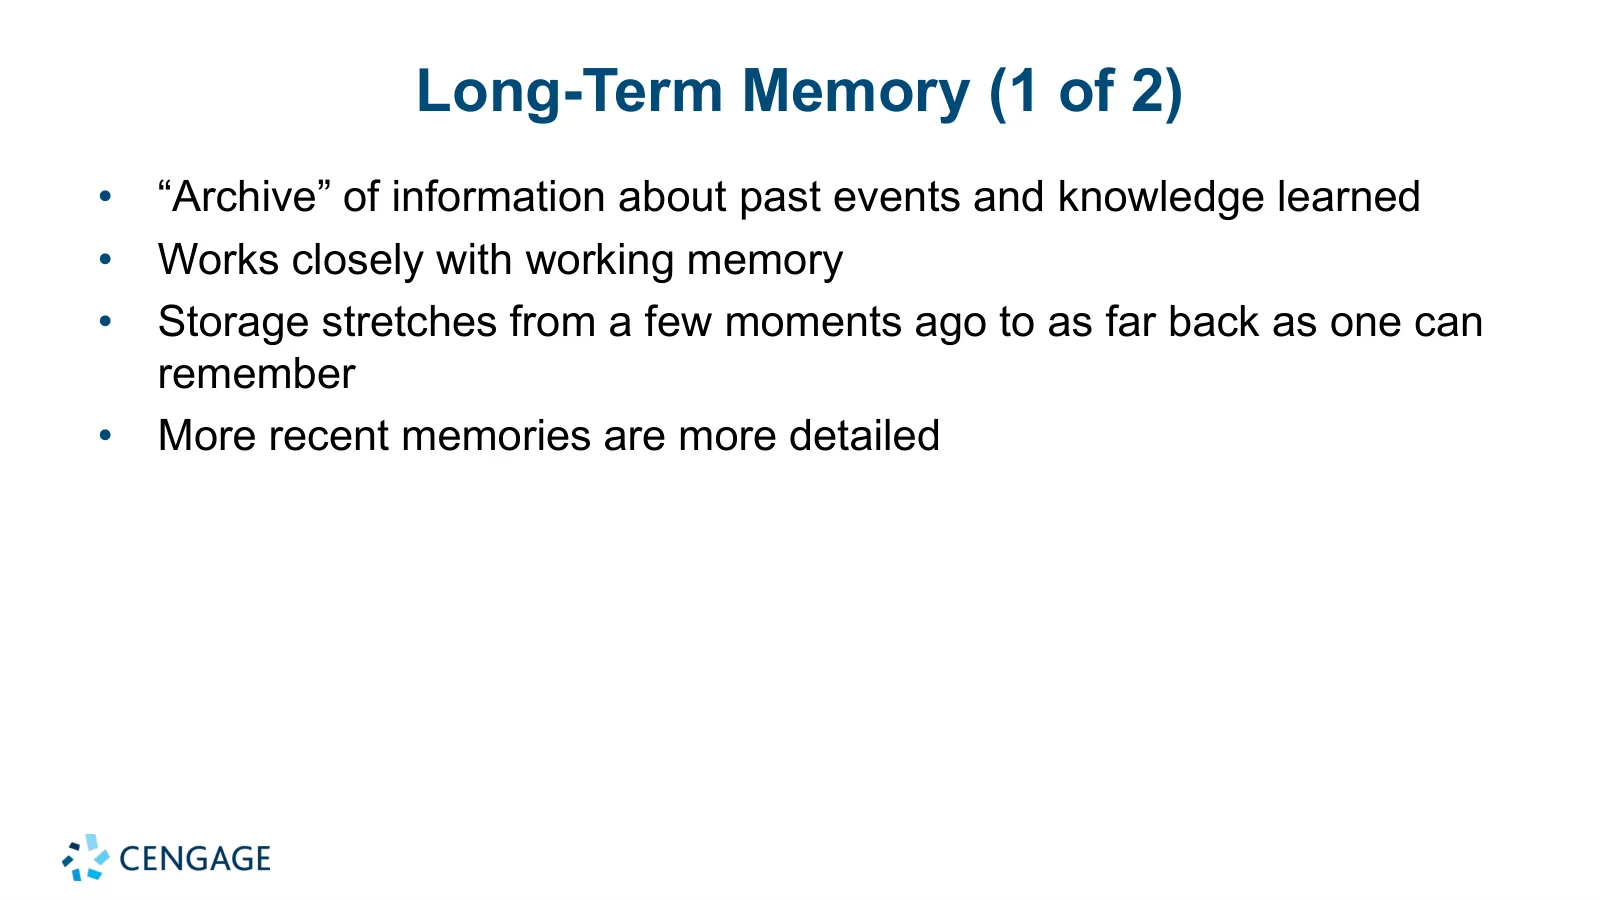 Long-Term Memory (1 of 2)
• “Archive” of information about past events and knowledge learned
• Works closely with working memory
• Storage stretches from a few moments ago to as far back as one can
remember
• More recent memories are more detailed
CENGAGE